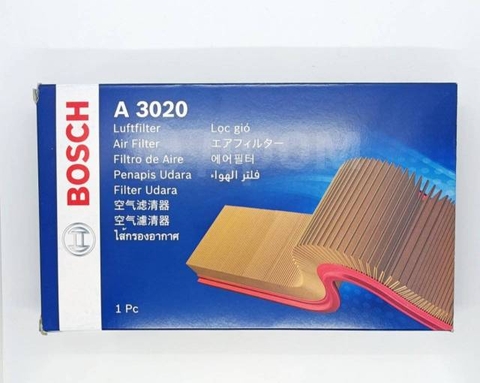 BOSCH
A 3020
Luftfilter
Air Filter
Filtro de Aire
Penapis Udara
Filter Udara
空气滤清器
空氣濾清器
ไส้กรองอากาศ
Lọc gió
エアフィルター
에어필터
فلتر الهواء
1 Pc